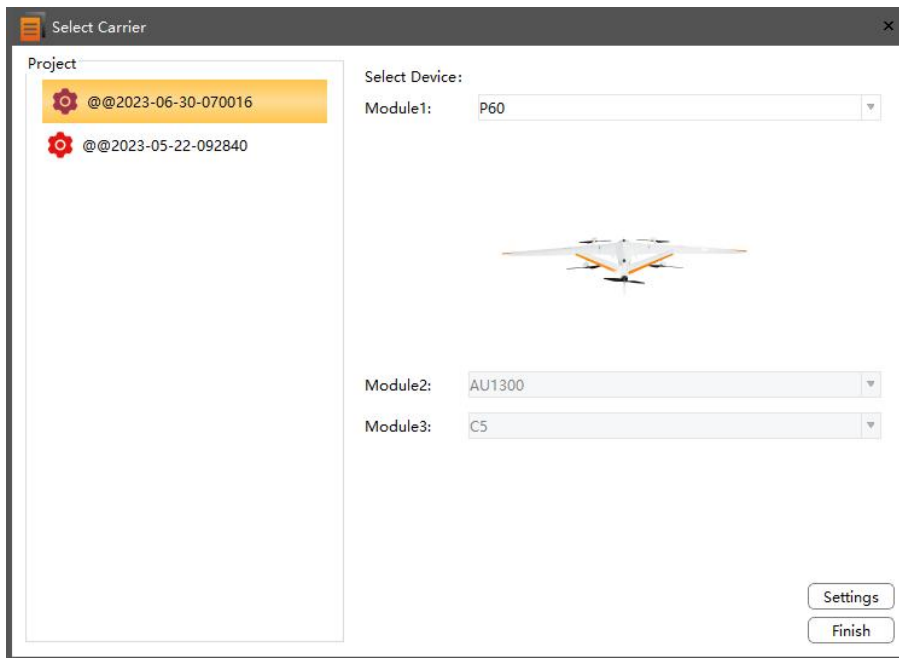 Select Carrier
Project
@@2023-06-30-070016
@@2023-05-22-092840
Select Device:
Module1: P60
Module2: AU1300
Module3: C5
Settings
Finish